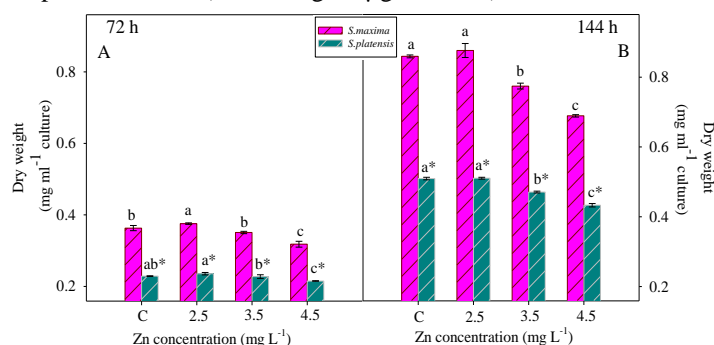 72 h
S.maxima
S.platensis
144 h
A
B
0.8
0.6
0.4
0.2
Dry weight
(mg ml-1 culture)
b
a
b
c
ab*
a*
c*
c*
a
a
b
c
a*
a*
b*
c*
0.8
0.6
0.4
0.2
Dry weight
(mg ml-1 culture)
C
2.5
3.5
4.5
C
2.5
3.5
4.5
Zn concentration (mg L-1)
Zn concentration (mg L-1)